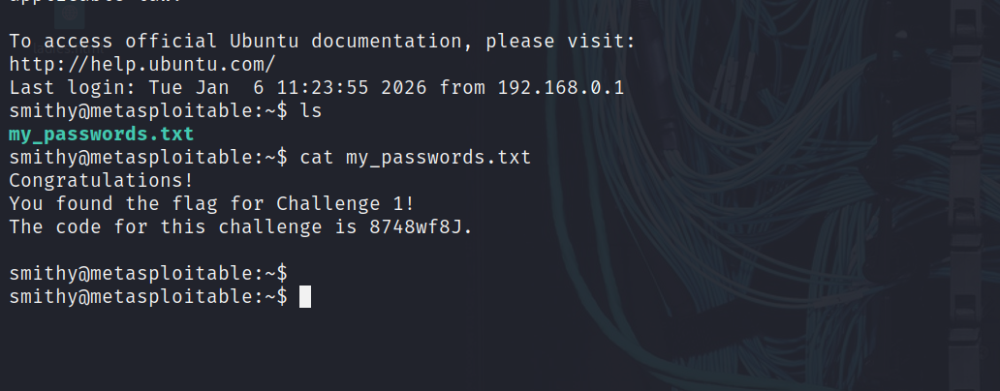 To access official Ubuntu documentation, please visit:
http://help.ubuntu.com/
Last login: Tue Jan  6 11:23:55 2026 from 192.168.0.1
smithy@metasploitable:~$ ls
my_passwords.txt
smithy@metasploitable:~$ cat my_passwords.txt
Congratulations!
You found the flag for Challenge 1!
The code for this challenge is 8748wf8J.
smithy@metasploitable:~$
smithy@metasploitable:~$